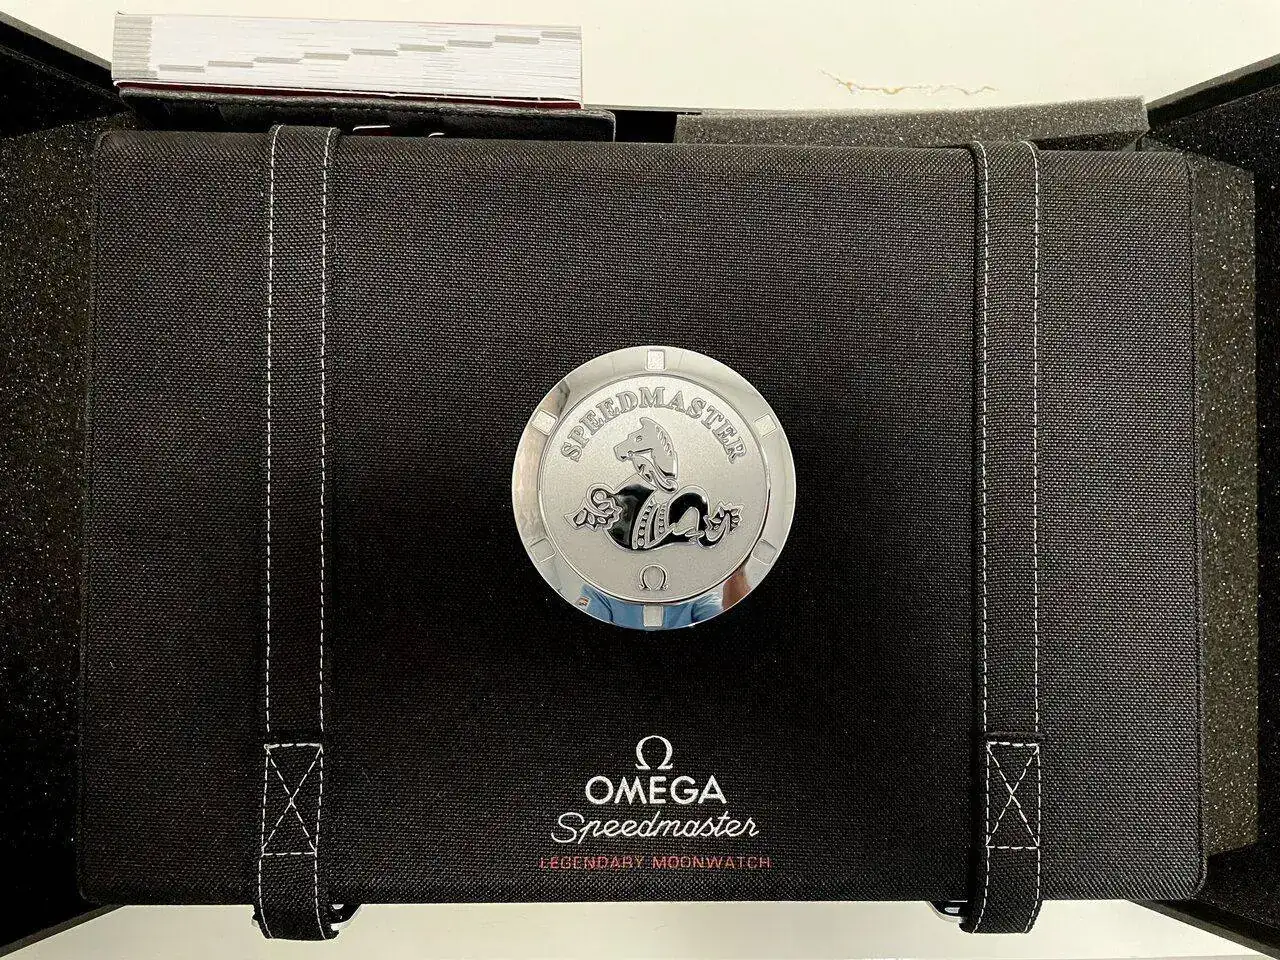 SPEEDMASTER
Ω
Ω
OMEGA
Speedmaster
LEGENDARY MOONWATCH